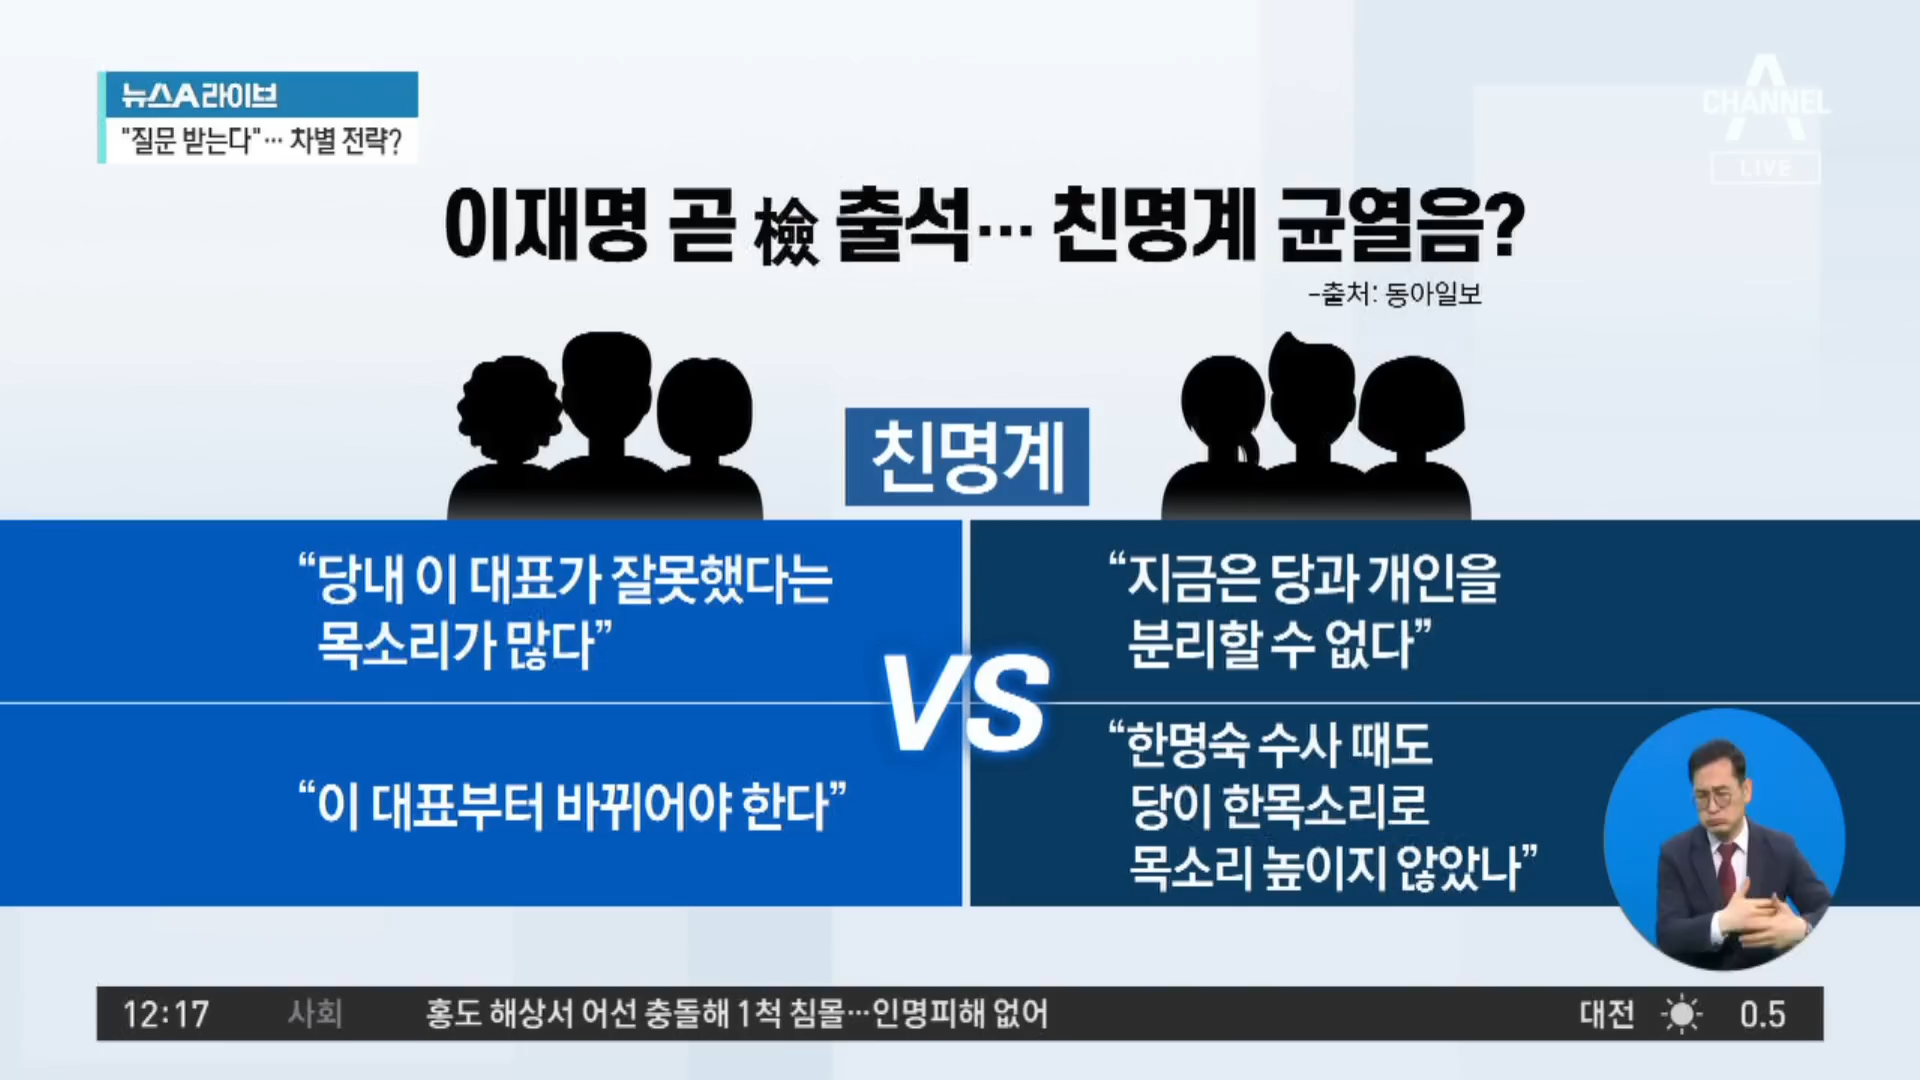 뉴스A 라이브
"질문 받는다"… 차별 전략?
CHANNEL A
LIVE
이재명 곧 檢 출석… 친명계 균열음?
-출처: 동아일보
친명계
“당내 이 대표가 잘못했다는
목소리가 많다”
“이 대표부터 바뀌어야 한다”
VS
“지금은 당과 개인을
분리할 수 없다”
“한명숙 수사 때도
당이 한목소리로
목소리 높이지 않았나”
12:17 사회 홍도 해상서 어선 충돌해 1척 침몰…인명피해 없어 대전 0.5